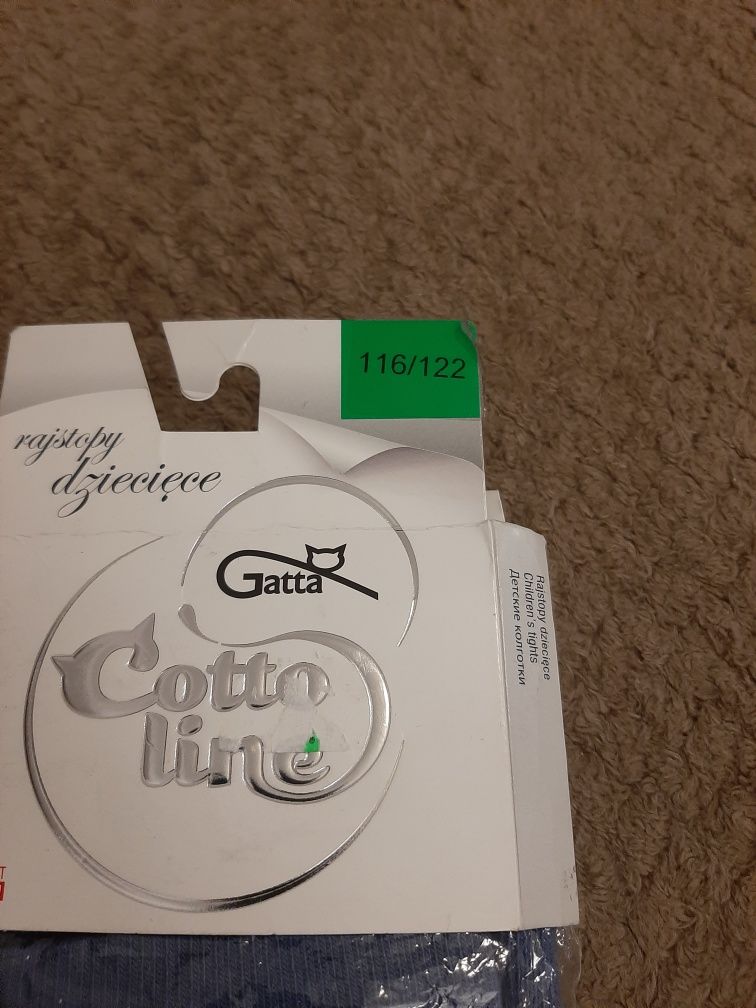 116/122
rajstopy
dziecięce
Gatta
Cotto
line
Rajstopy dziecięce
Children's tights
Детские колготки
T